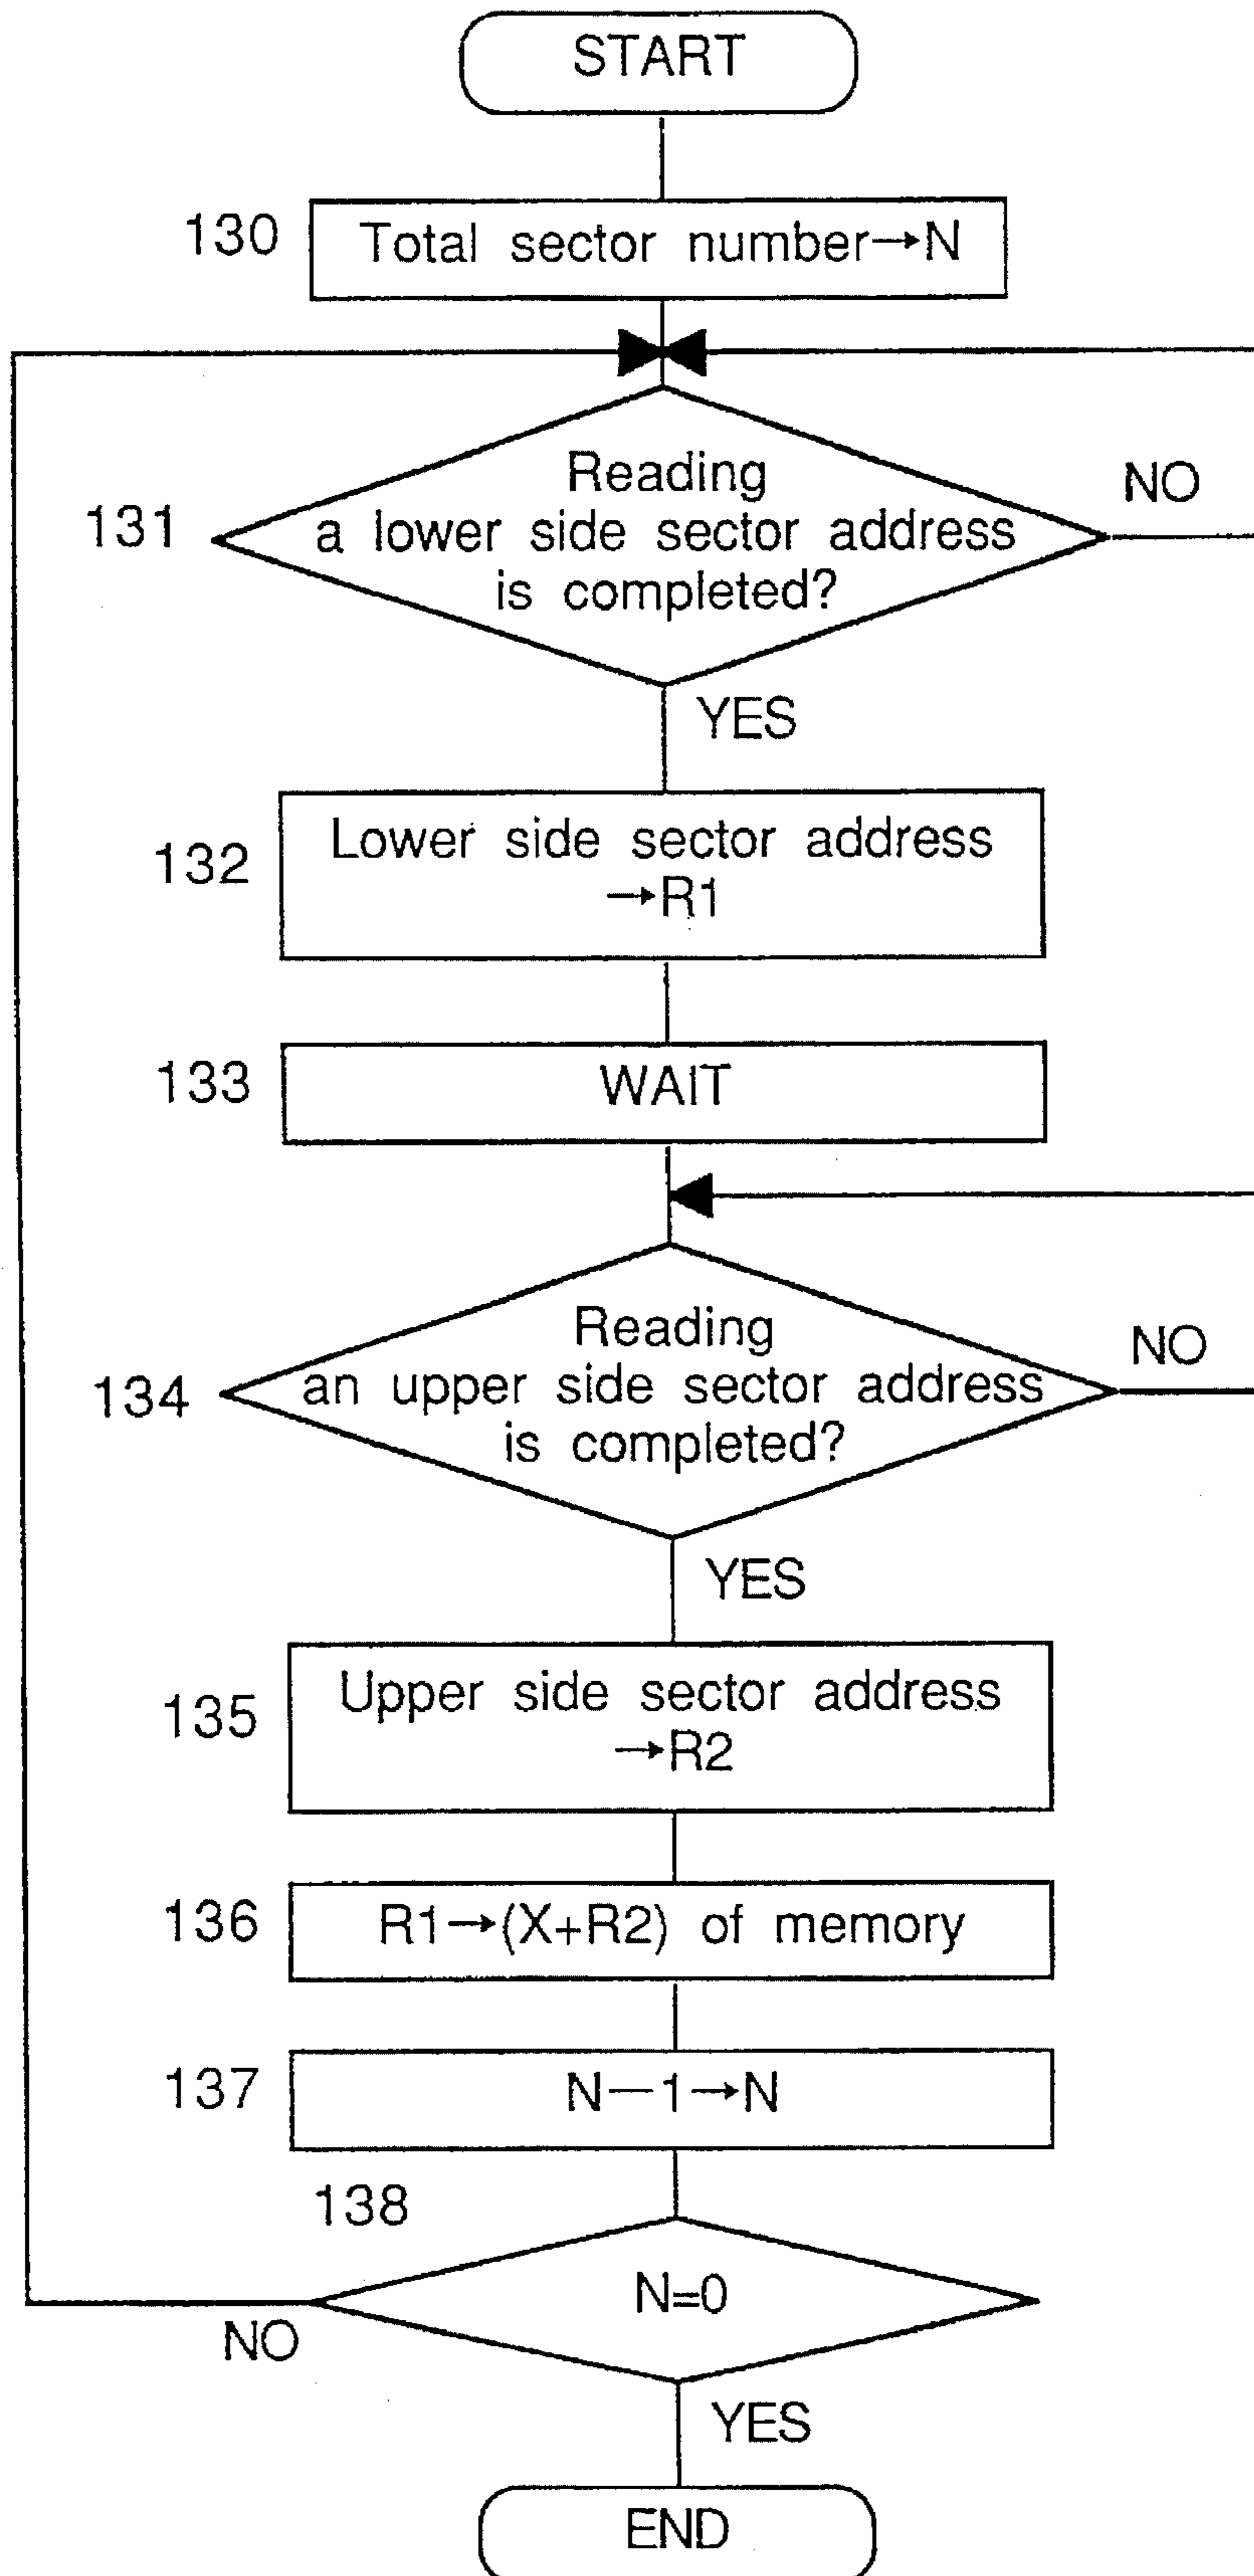 START
130
Total sector number→N
Reading
a lower side sector address
is completed?
131
NO
YES
132
Lower side sector address
→R1
133
WAIT
Reading
an upper side sector address
is completed?
134
NO
YES
135
Upper side sector address
→R2
136
R1→(X+R2) of memory
137
N—1→N
138
N=0
NO
YES
END